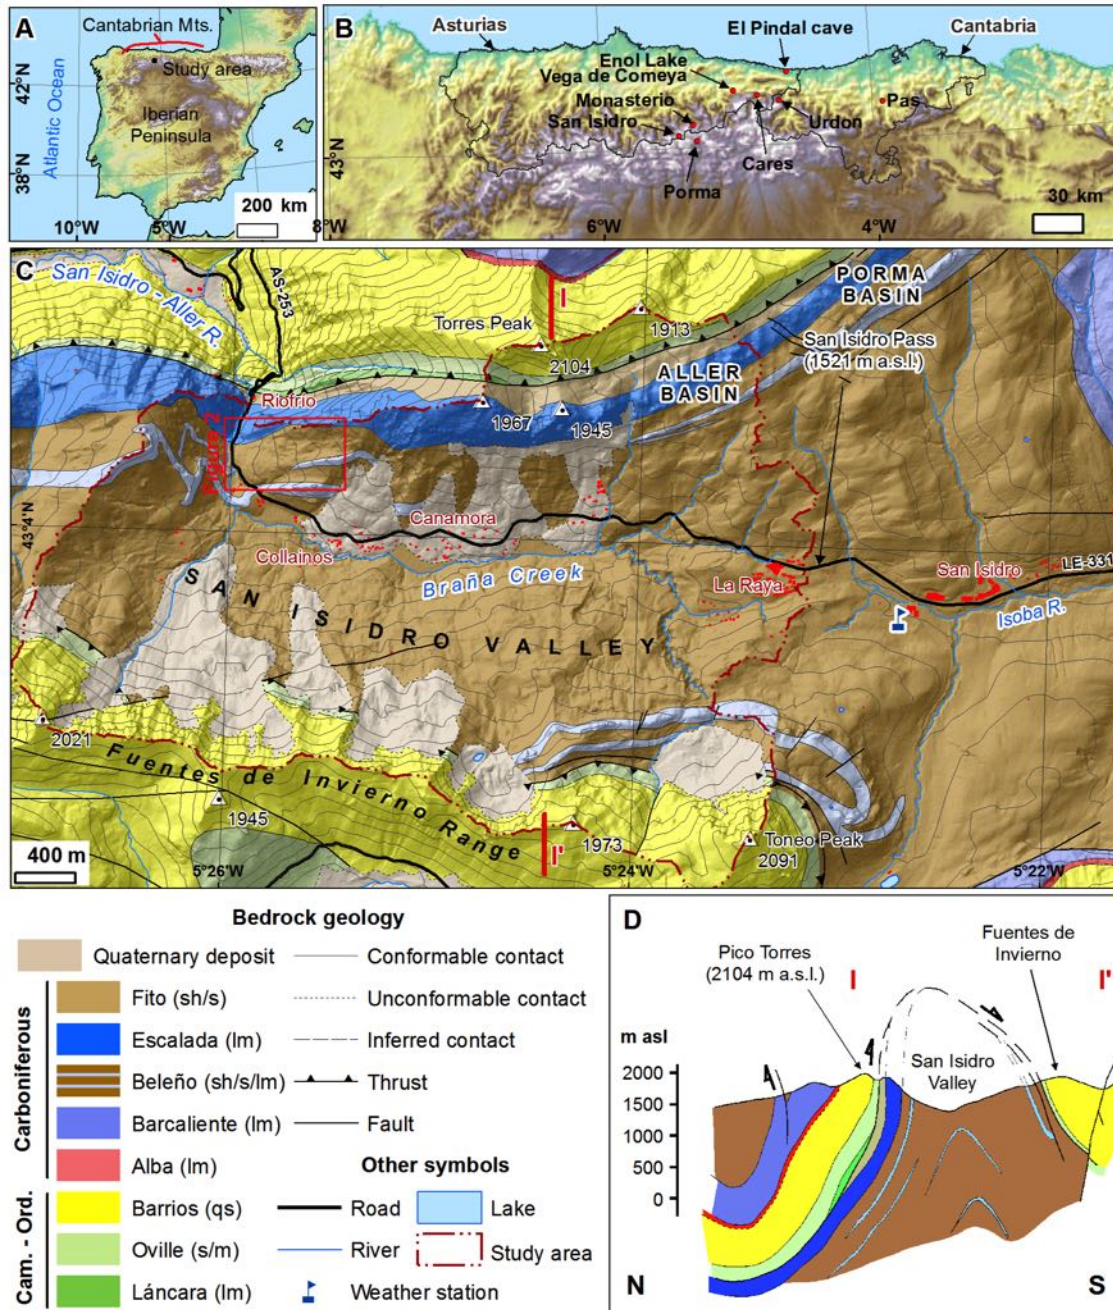 A
Cantabrian Mts.
Study area
Iberian
Peninsula
Atlantic Ocean
42°N
38°N
10°W
5°W
200 km
B
Asturias
El Pindal cave
Cantabria
Enol Lake
Vega de Comeya
Monasterio
San Isidro
Pas
Urdon
Cares
Porma
43°N
8°W
6°W
4°W
30 km
C
San Isidro - Aller R.
AS-253
I
Torres Peak
1913
2104
PORMA
BASIN
San Isidro Pass
(1521 m a.s.l.)
ALLER
BASIN
Riofrío
1967
1945
Figure 2
43°4'N
Canamora
Collainos
Braña Creek
La Raya
San Isidro
LE-331
Isoba R.
SAN ISIDRO VALLEY
2021
Fuentes de Invierno Range
1945
1973
I'
Toneo Peak
2091
400 m
5°26'W
5°24'W
5°22'W
Bedrock geology
Quaternary deposit
Conformable contact
Carboniferous
Fito (sh/s)
Unconformable contact
Escalada (lm)
Inferred contact
Beleño (sh/s/lm)
Thrust
Barcaliente (lm)
Fault
Alba (lm)
Other symbols
Cam. - Ord.
Barrios (qs)
Road
Lake
Oville (s/m)
River
Study area
Láncara (lm)
Weather station
D
Pico Torres
(2104 m a.s.l.)
I
Fuentes de
Invierno
I'
m asl
San Isidro
Valley
2000
1500
1000
500
0
N
S